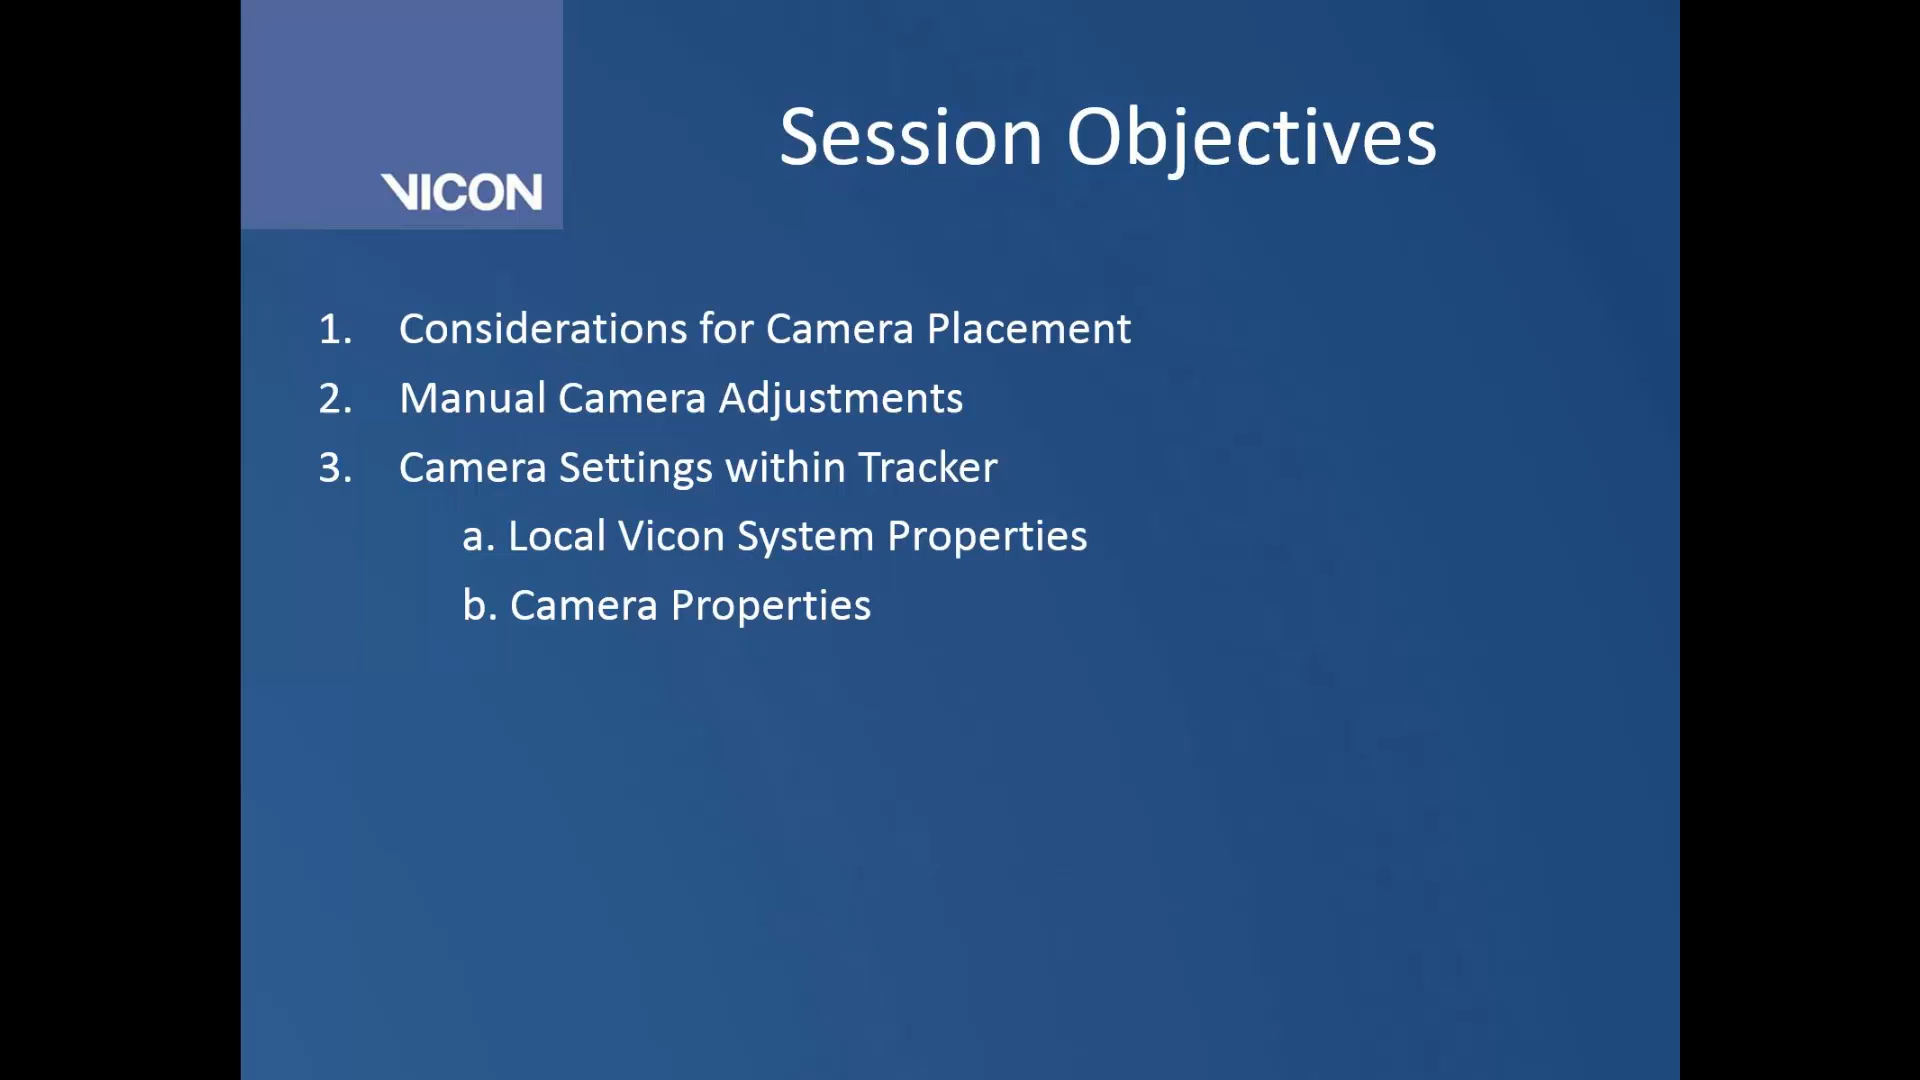 VICON
Session Objectives
1. Considerations for Camera Placement
2. Manual Camera Adjustments
3. Camera Settings within Tracker
a. Local Vicon System Properties
b. Camera Properties